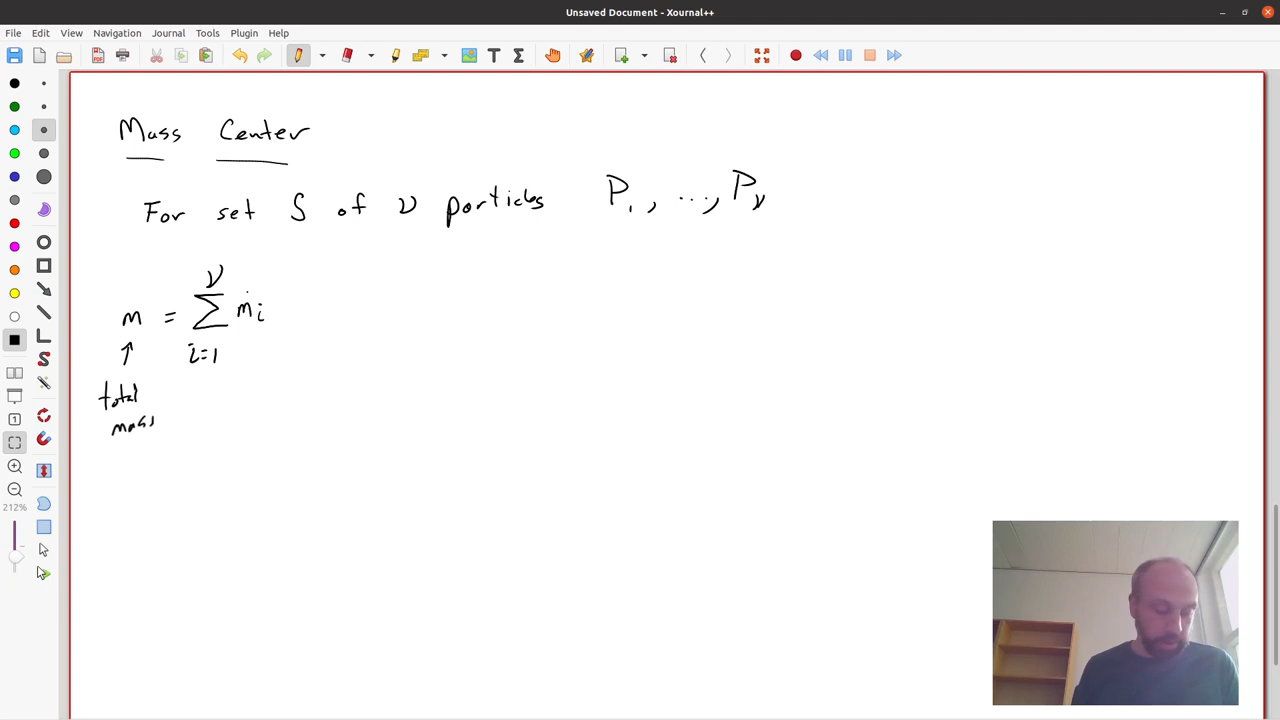 Unsaved Document - Xournal++
File Edit View Navigation Journal Tools Plugin Help
Mass Center
For set S of ν particles P₁, ..., Pν
ν
m = ∑ mᵢ
↑ i=1
total
mass
1
212%